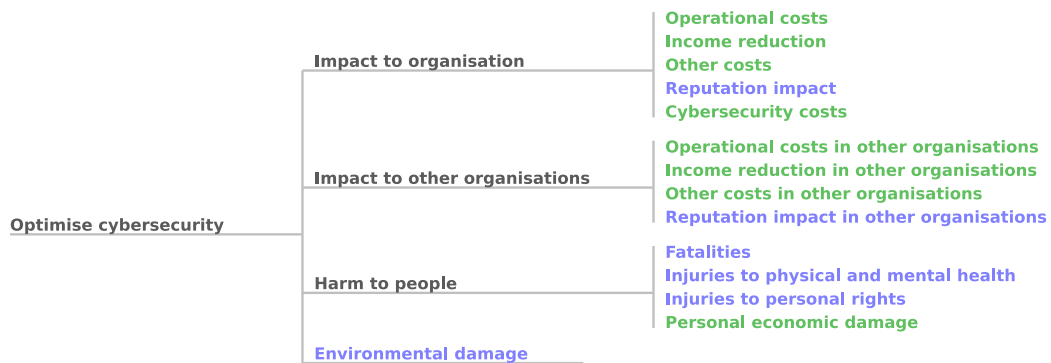 Optimise cybersecurity
Impact to organisation
Operational costs
Income reduction
Other costs
Reputation impact
Cybersecurity costs
Impact to other organisations
Operational costs in other organisations
Income reduction in other organisations
Other costs in other organisations
Reputation impact in other organisations
Harm to people
Fatalities
Injuries to physical and mental health
Injuries to personal rights
Personal economic damage
Environmental damage